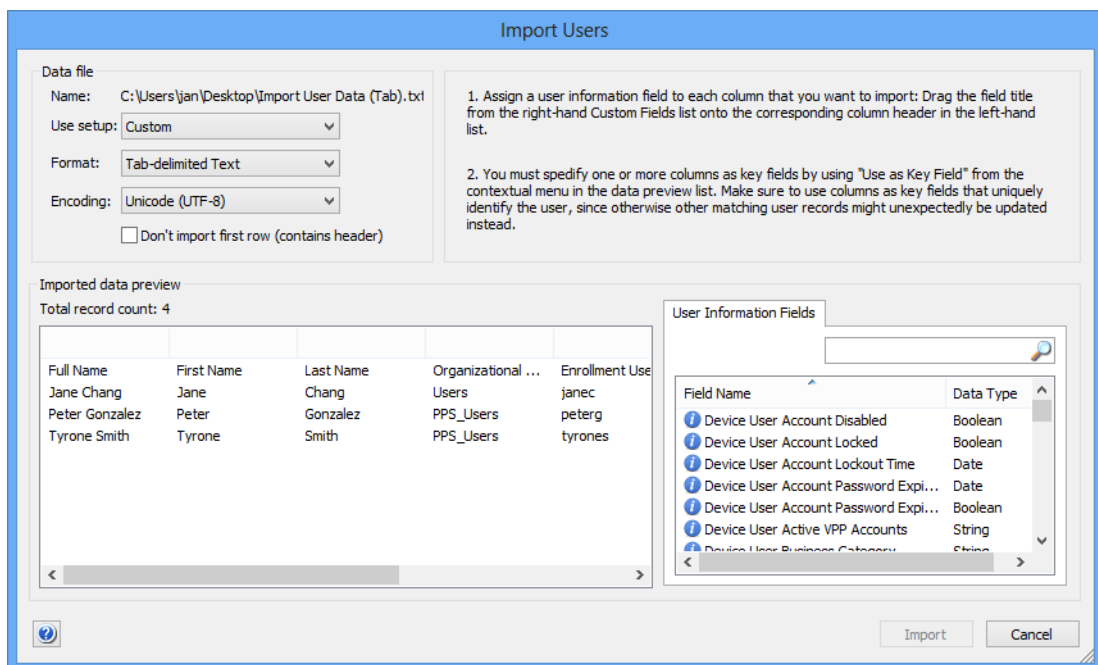 Import Users
Data file
Name: C:\Users\jan\Desktop\Import User Data (Tab).txt
Use setup: Custom
Format: Tab-delimited Text
Encoding: Unicode (UTF-8)
Don't import first row (contains header)
1. Assign a user information field to each column that you want to import: Drag the field title
from the right-hand Custom Fields list onto the corresponding column header in the left-hand
list.
2. You must specify one or more columns as key fields by using "Use as Key Field" from the
contextual menu in the data preview list. Make sure to use columns as key fields that uniquely
identify the user, since otherwise other matching user records might unexpectedly be updated
instead.
Imported data preview
Total record count: 4
Full Name First Name Last Name Organizational ... Enrollment Use
Jane Chang Jane Chang Users janec
Peter Gonzalez Peter Gonzalez PPS_Users peterg
Tyrone Smith Tyrone Smith PPS_Users tyrones
User Information Fields
Field Name Data Type
Device User Account Disabled Boolean
Device User Account Locked Boolean
Device User Account Lockout Time Date
Device User Account Password Expi... Date
Device User Account Password Expi... Boolean
Device User Active VPP Accounts String
Device User Business Category String
Import Cancel